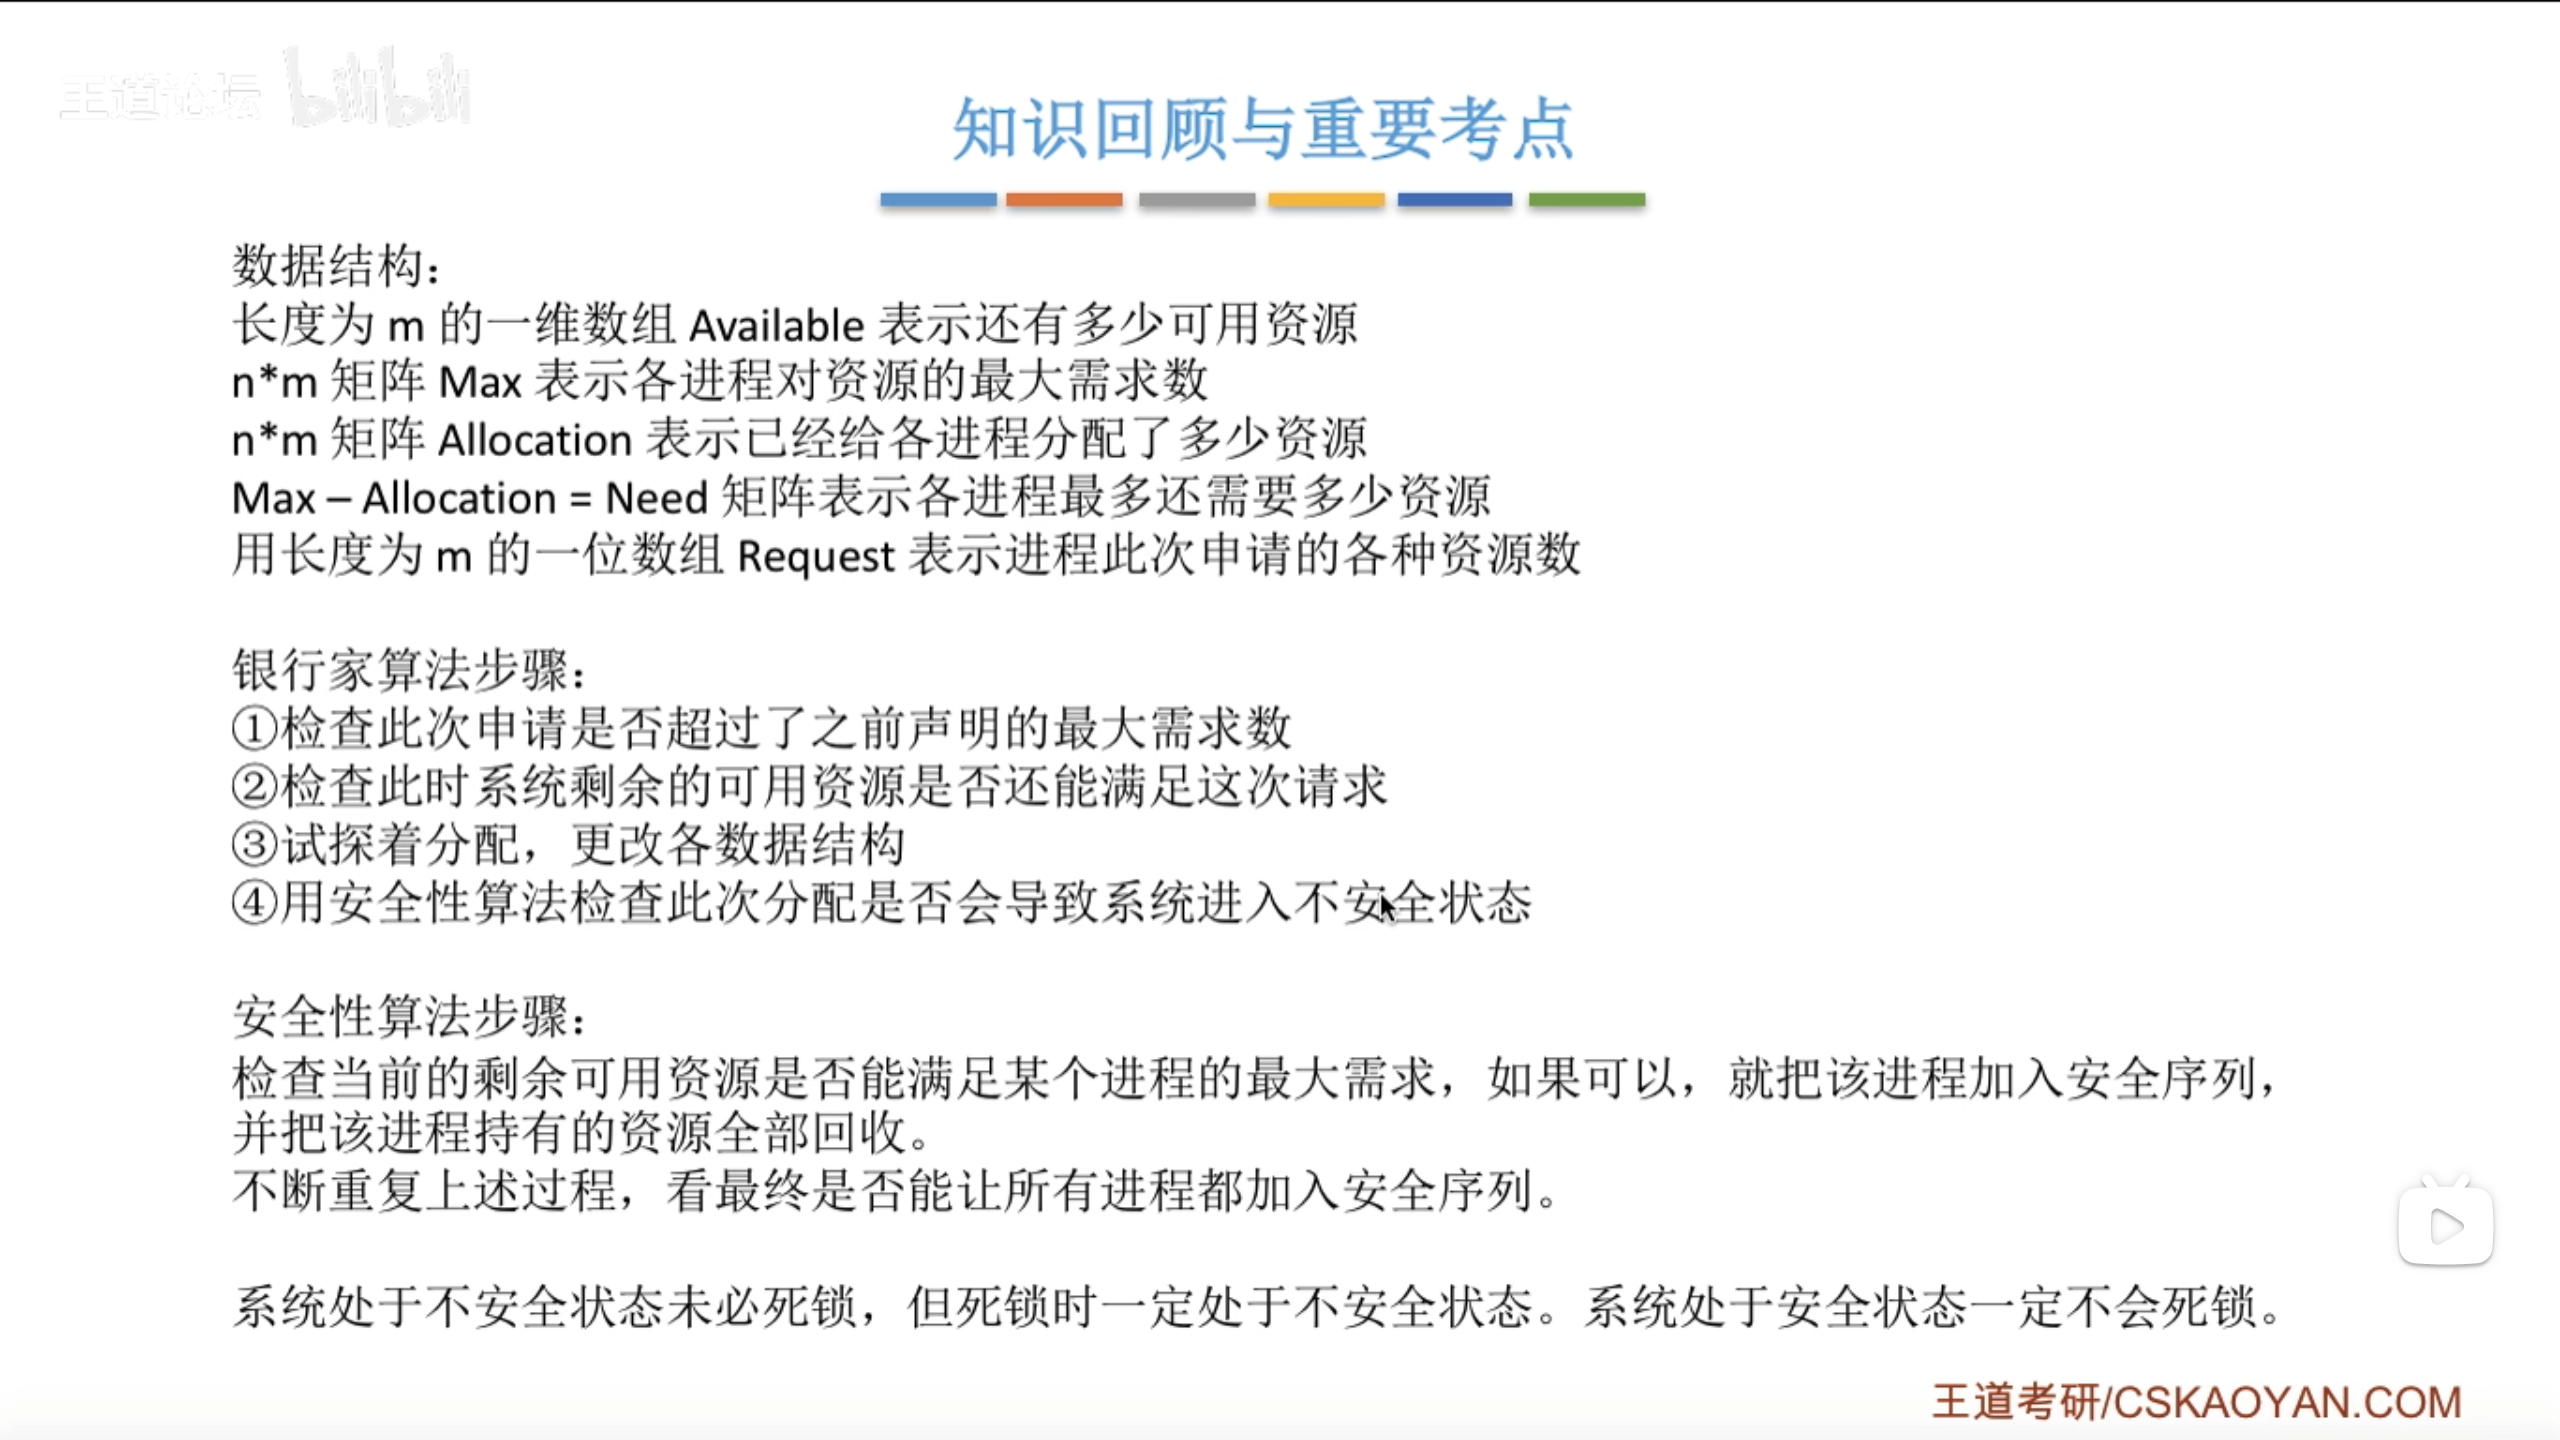 王道论坛 bilibili
知识回顾与重要考点
数据结构：
长度为 m 的一维数组 Available 表示还有多少可用资源
n*m 矩阵 Max 表示各进程对资源的最大需求数
n*m 矩阵 Allocation 表示已经给各进程分配了多少资源
Max – Allocation = Need 矩阵表示各进程最多还需要多少资源
用长度为 m 的一位数组 Request 表示进程此次申请的各种资源数
银行家算法步骤：
①检查此次申请是否超过了之前声明的最大需求数
②检查此时系统剩余的可用资源是否还能满足这次请求
③试探着分配，更改各数据结构
④用安全性算法检查此次分配是否会导致系统进入不安全状态
安全性算法步骤：
检查当前的剩余可用资源是否能满足某个进程的最大需求，如果可以，就把该进程加入安全序列，
并把该进程持有的资源全部回收。
不断重复上述过程，看最终是否能让所有进程都加入安全序列。
系统处于不安全状态未必死锁，但死锁时一定处于不安全状态。系统处于安全状态一定不会死锁。
王道考研/CSKAOYAN.COM